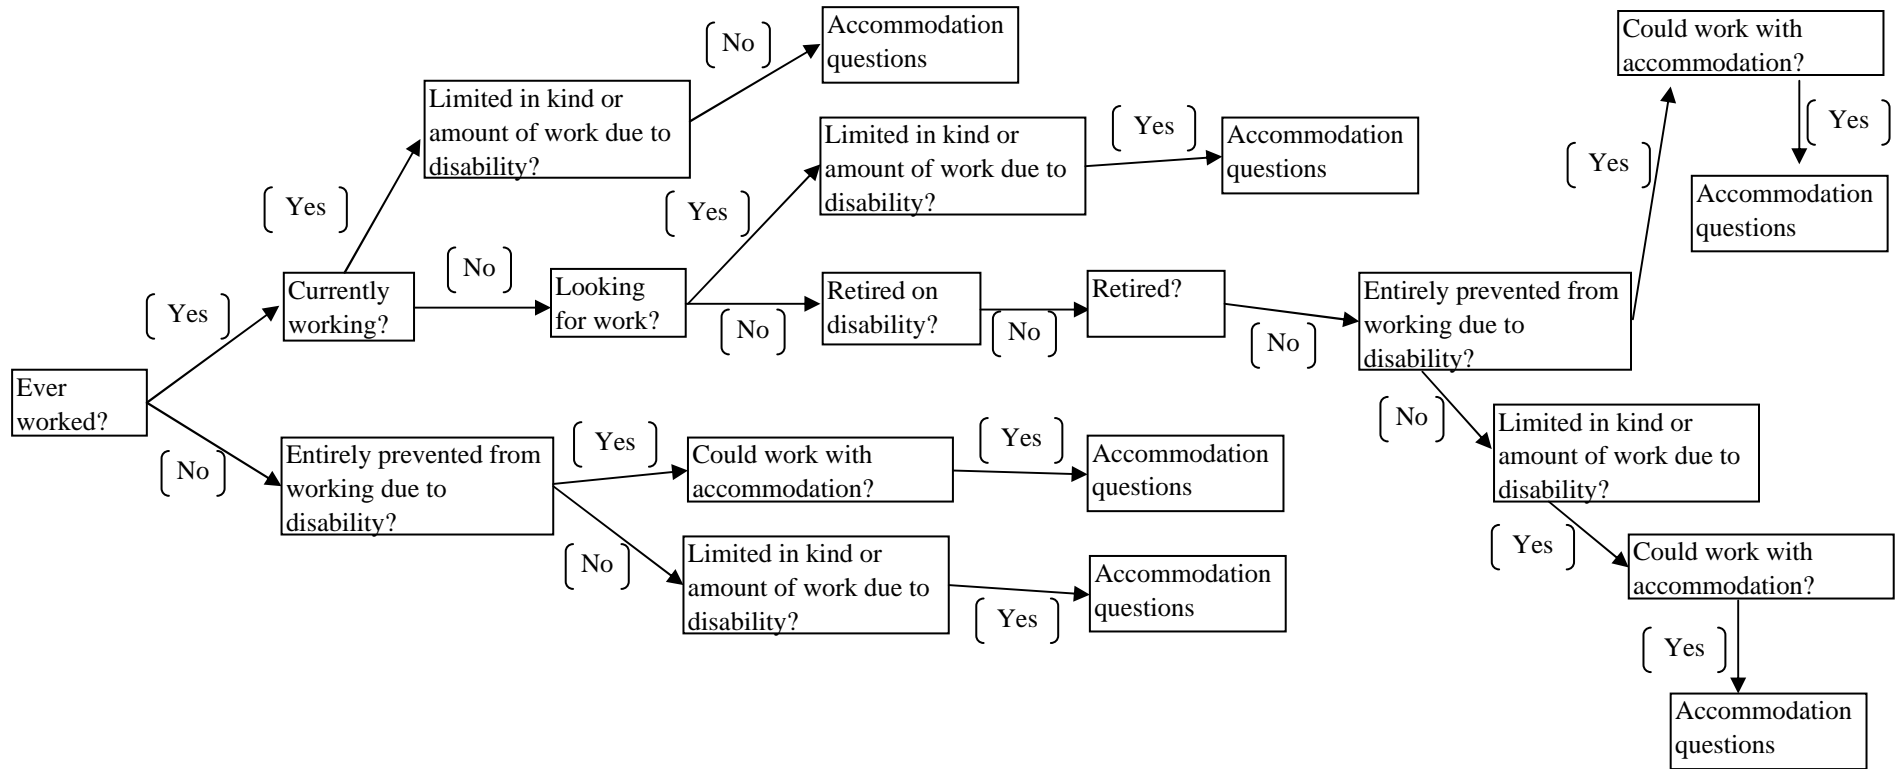 Accommodation
questions
(No)
Limited in kind or
amount of work due to
disability?
(Yes)
Ever
worked?
(Yes)
Currently
working?
(No)
Looking
for work?
(Yes)
Limited in kind or
amount of work due to
disability?
(Yes)
Accommodation
questions
(No)
Retired on
disability?
(No)
Retired?
(No)
Entirely prevented from
working due to
disability?
(Yes)
Could work with
accommodation?
(Yes)
Accommodation
questions
(No)
Limited in kind or
amount of work due to
disability?
(Yes)
Could work with
accommodation?
(Yes)
Accommodation
questions
(No)
Entirely prevented from
working due to
disability?
(Yes)
Could work with
accommodation?
(Yes)
Accommodation
questions
(No)
Limited in kind or
amount of work due to
disability?
(Yes)
Accommodation
questions